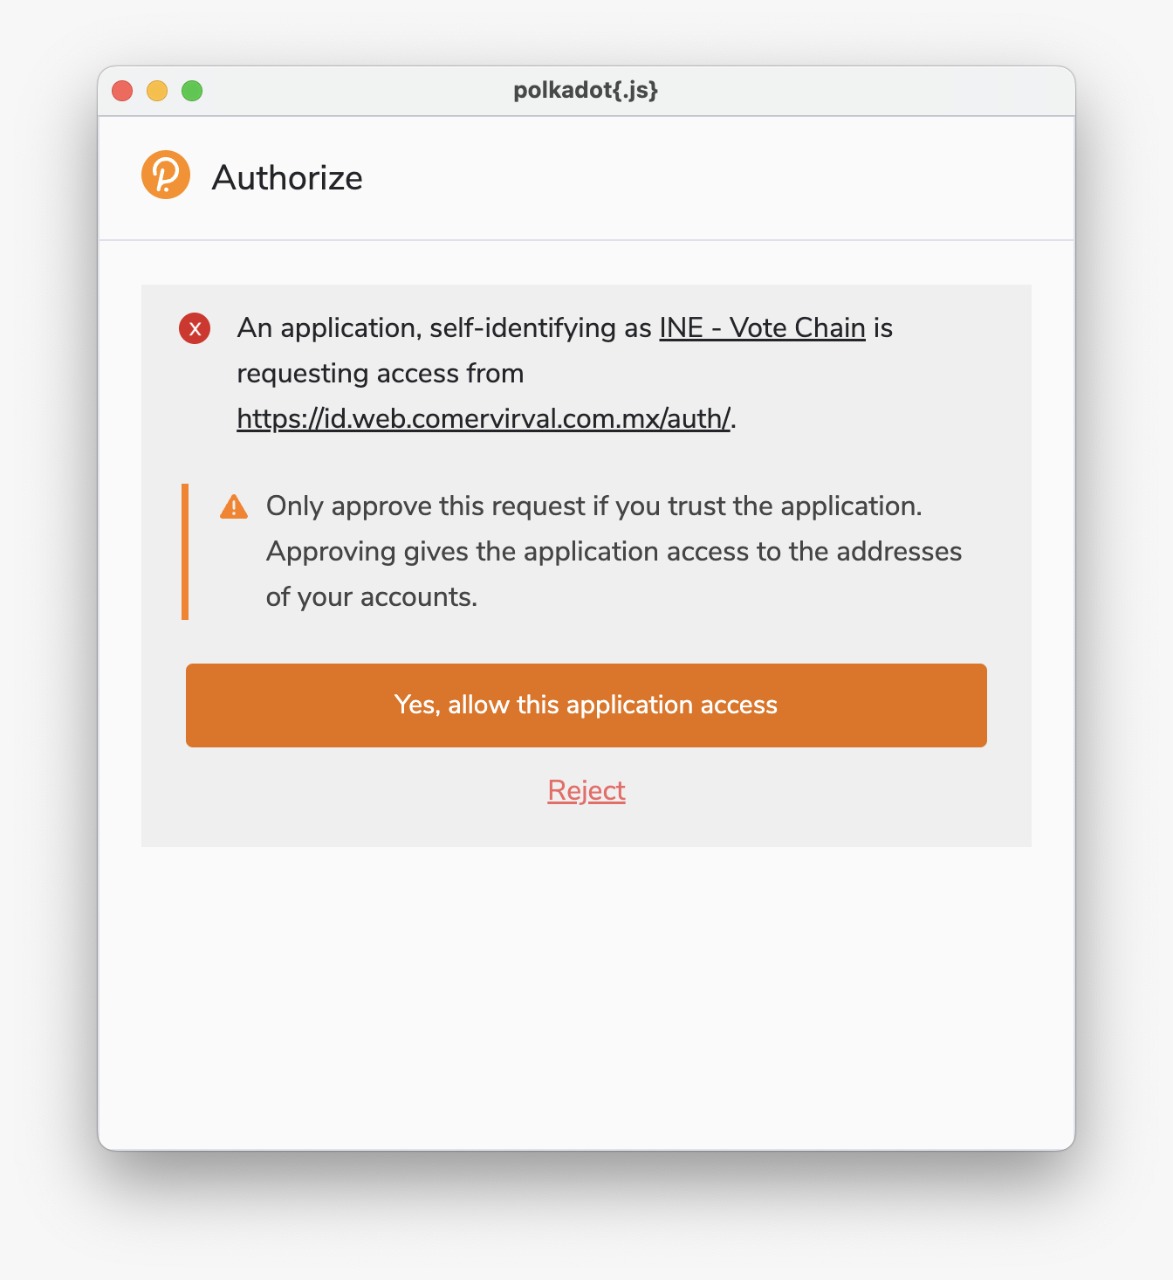 polkadot{.js}
Authorize
X
An application, self-identifying as INE - Vote Chain is
requesting access from
https://id.web.comervirval.com.mx/auth/.
Only approve this request if you trust the application.
Approving gives the application access to the addresses
of your accounts.
Yes, allow this application access
Reject